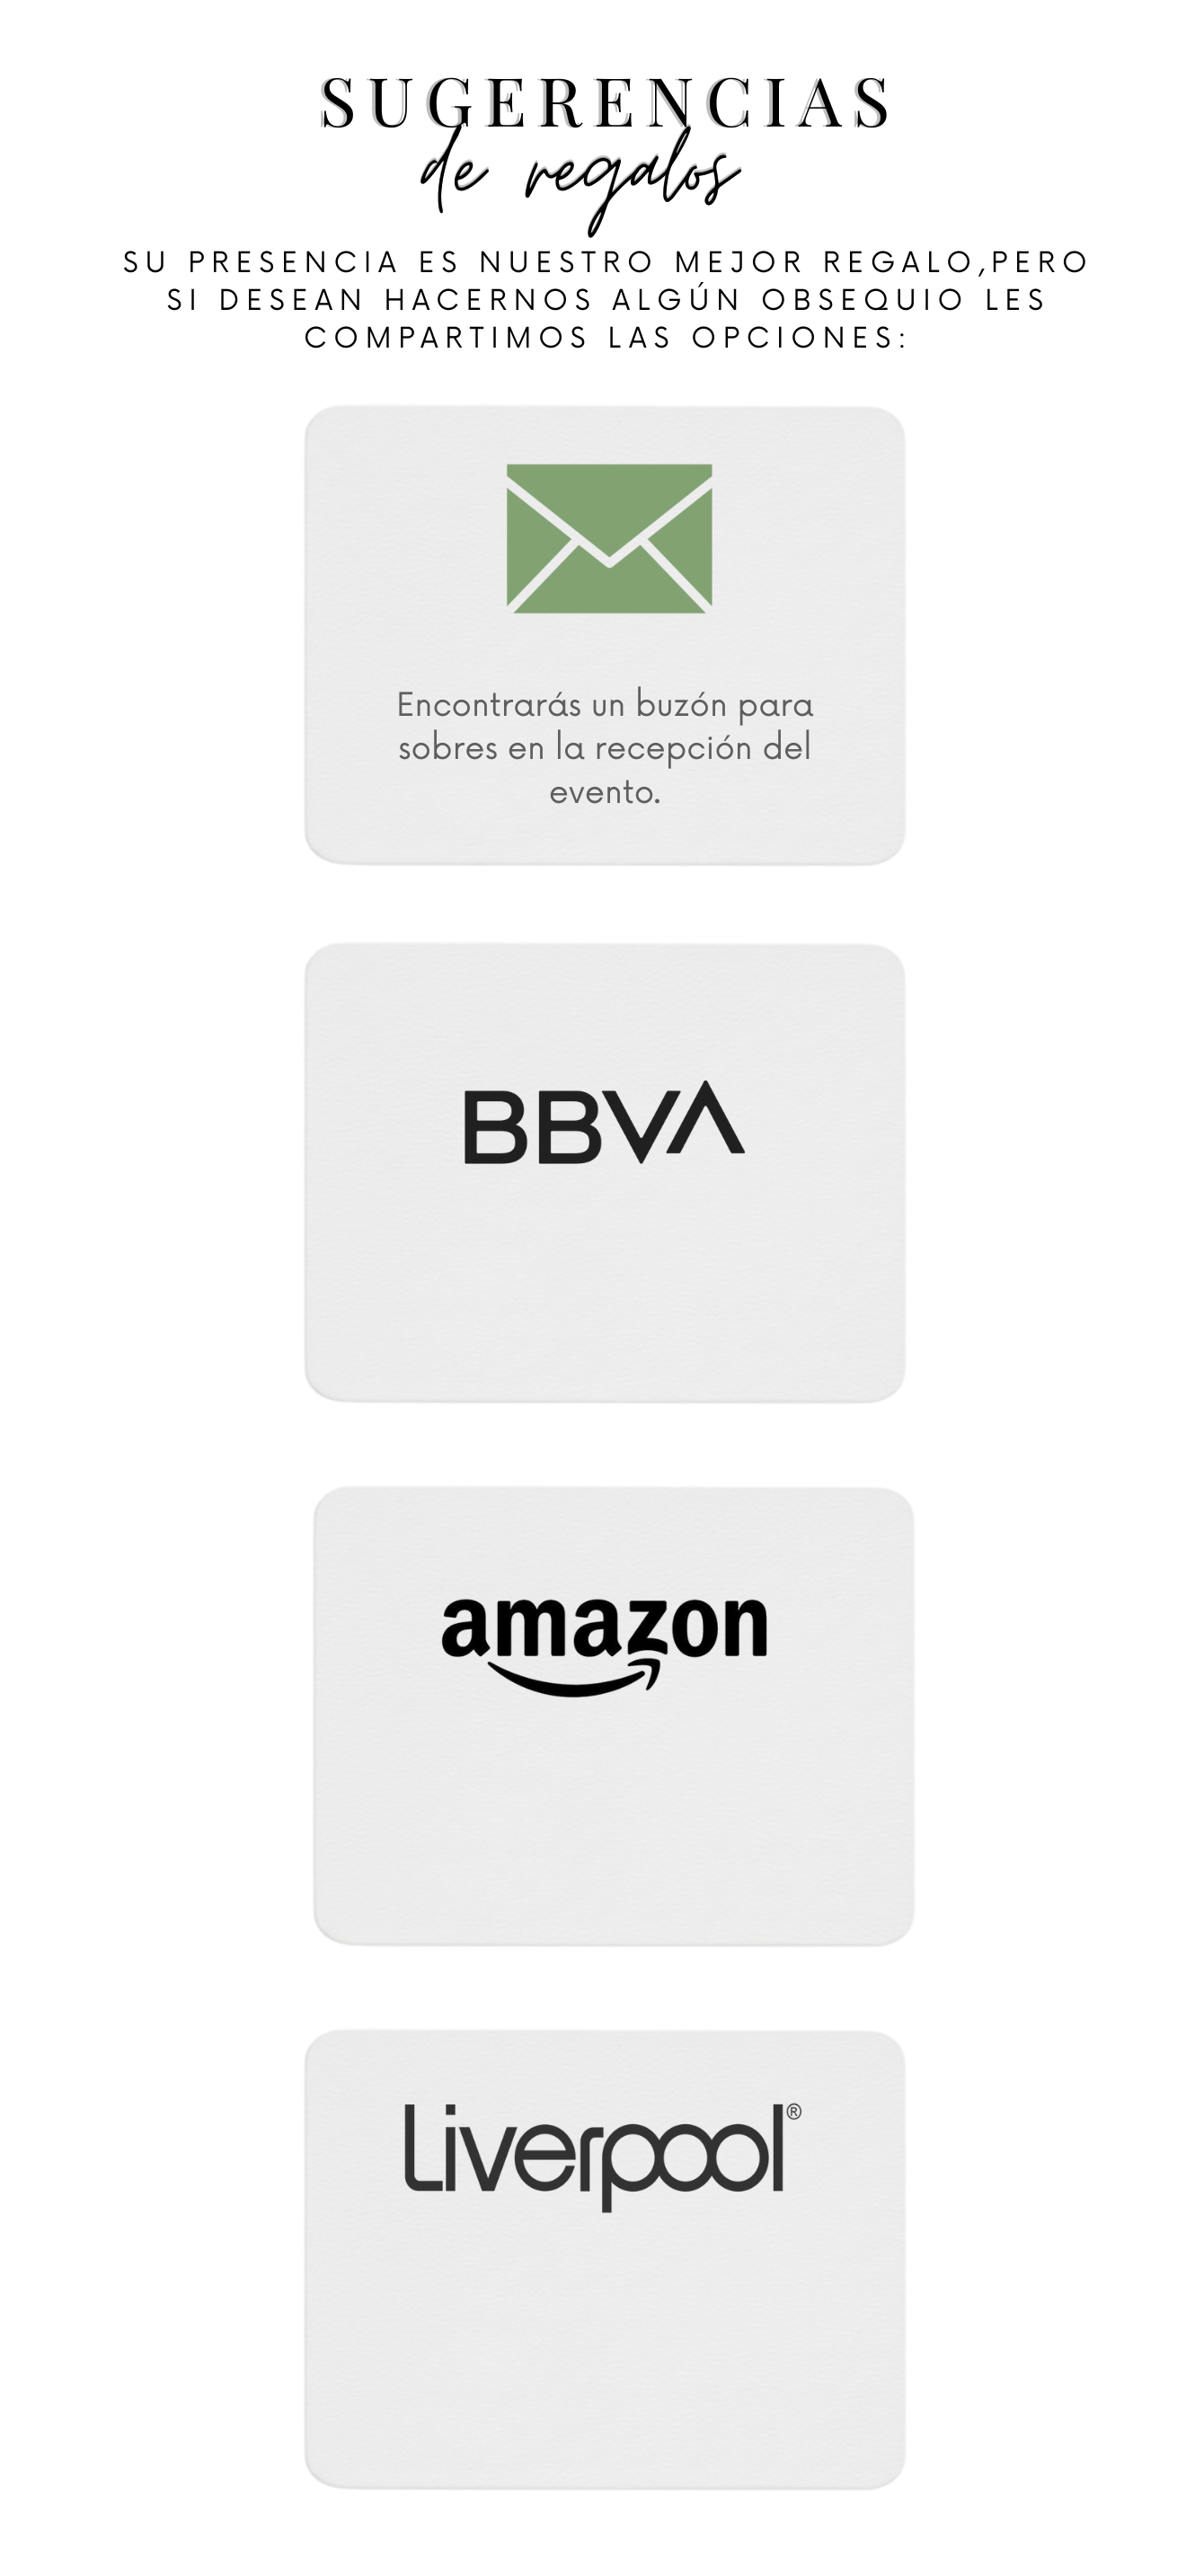 SUGERENCIAS
de regalos
SU PRESENCIA ES NUESTRO MEJOR REGALO,PERO
SI DESEAN HACERNOS ALGÚN OBSEQUIO LES
COMPARTIMOS LAS OPCIONES:
Encontrarás un buzón para
sobres en la recepción del
evento.
BBVA
amazon
Liverpool®